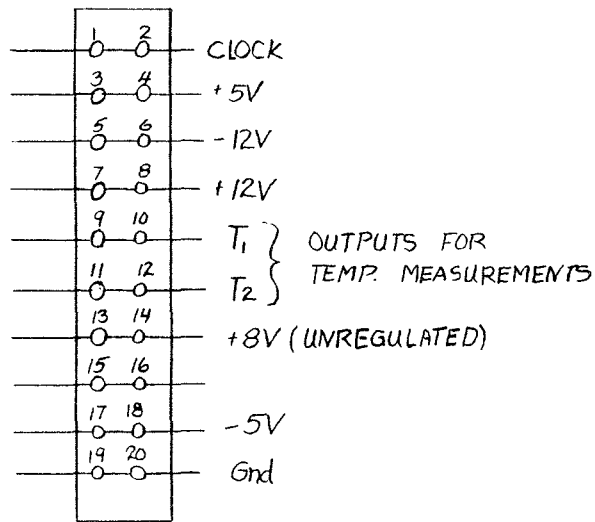 1 2 CLOCK
3 4 +5V
5 6 -12V
7 8 +12V
9 10 T1
OUTPUTS FOR
11 12 T2
TEMP. MEASUREMENTS
13 14 +8V (UNREGULATED)
15 16
17 18 -5V
19 20 Gnd